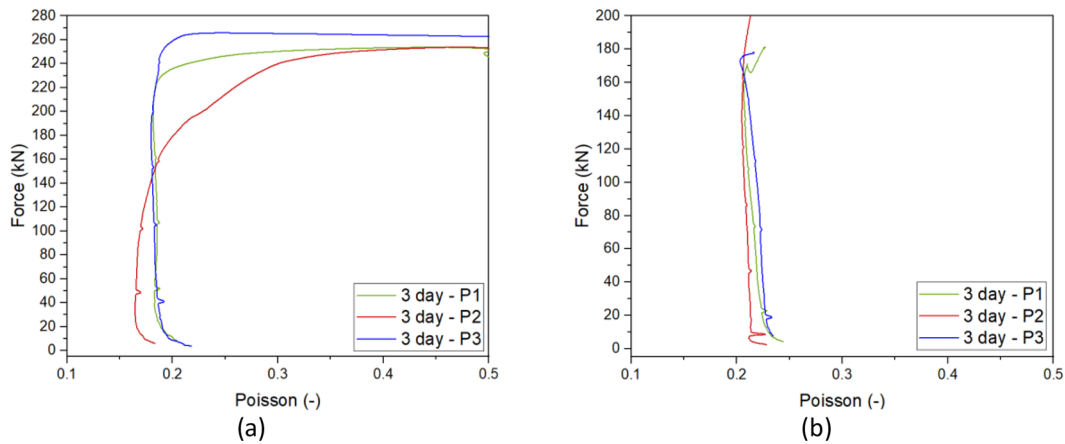 280
260
240
220
200
180
160
140
120
100
80
60
40
20
0
Force (kN)
0.1 0.2 0.3 0.4 0.5
Poisson (-)
3 day - P1
3 day - P2
3 day - P3
(a)
200
180
160
140
120
100
80
60
40
20
0
Force (kN)
0.1 0.2 0.3 0.4 0.5
Poisson (-)
3 day - P1
3 day - P2
3 day - P3
(b)